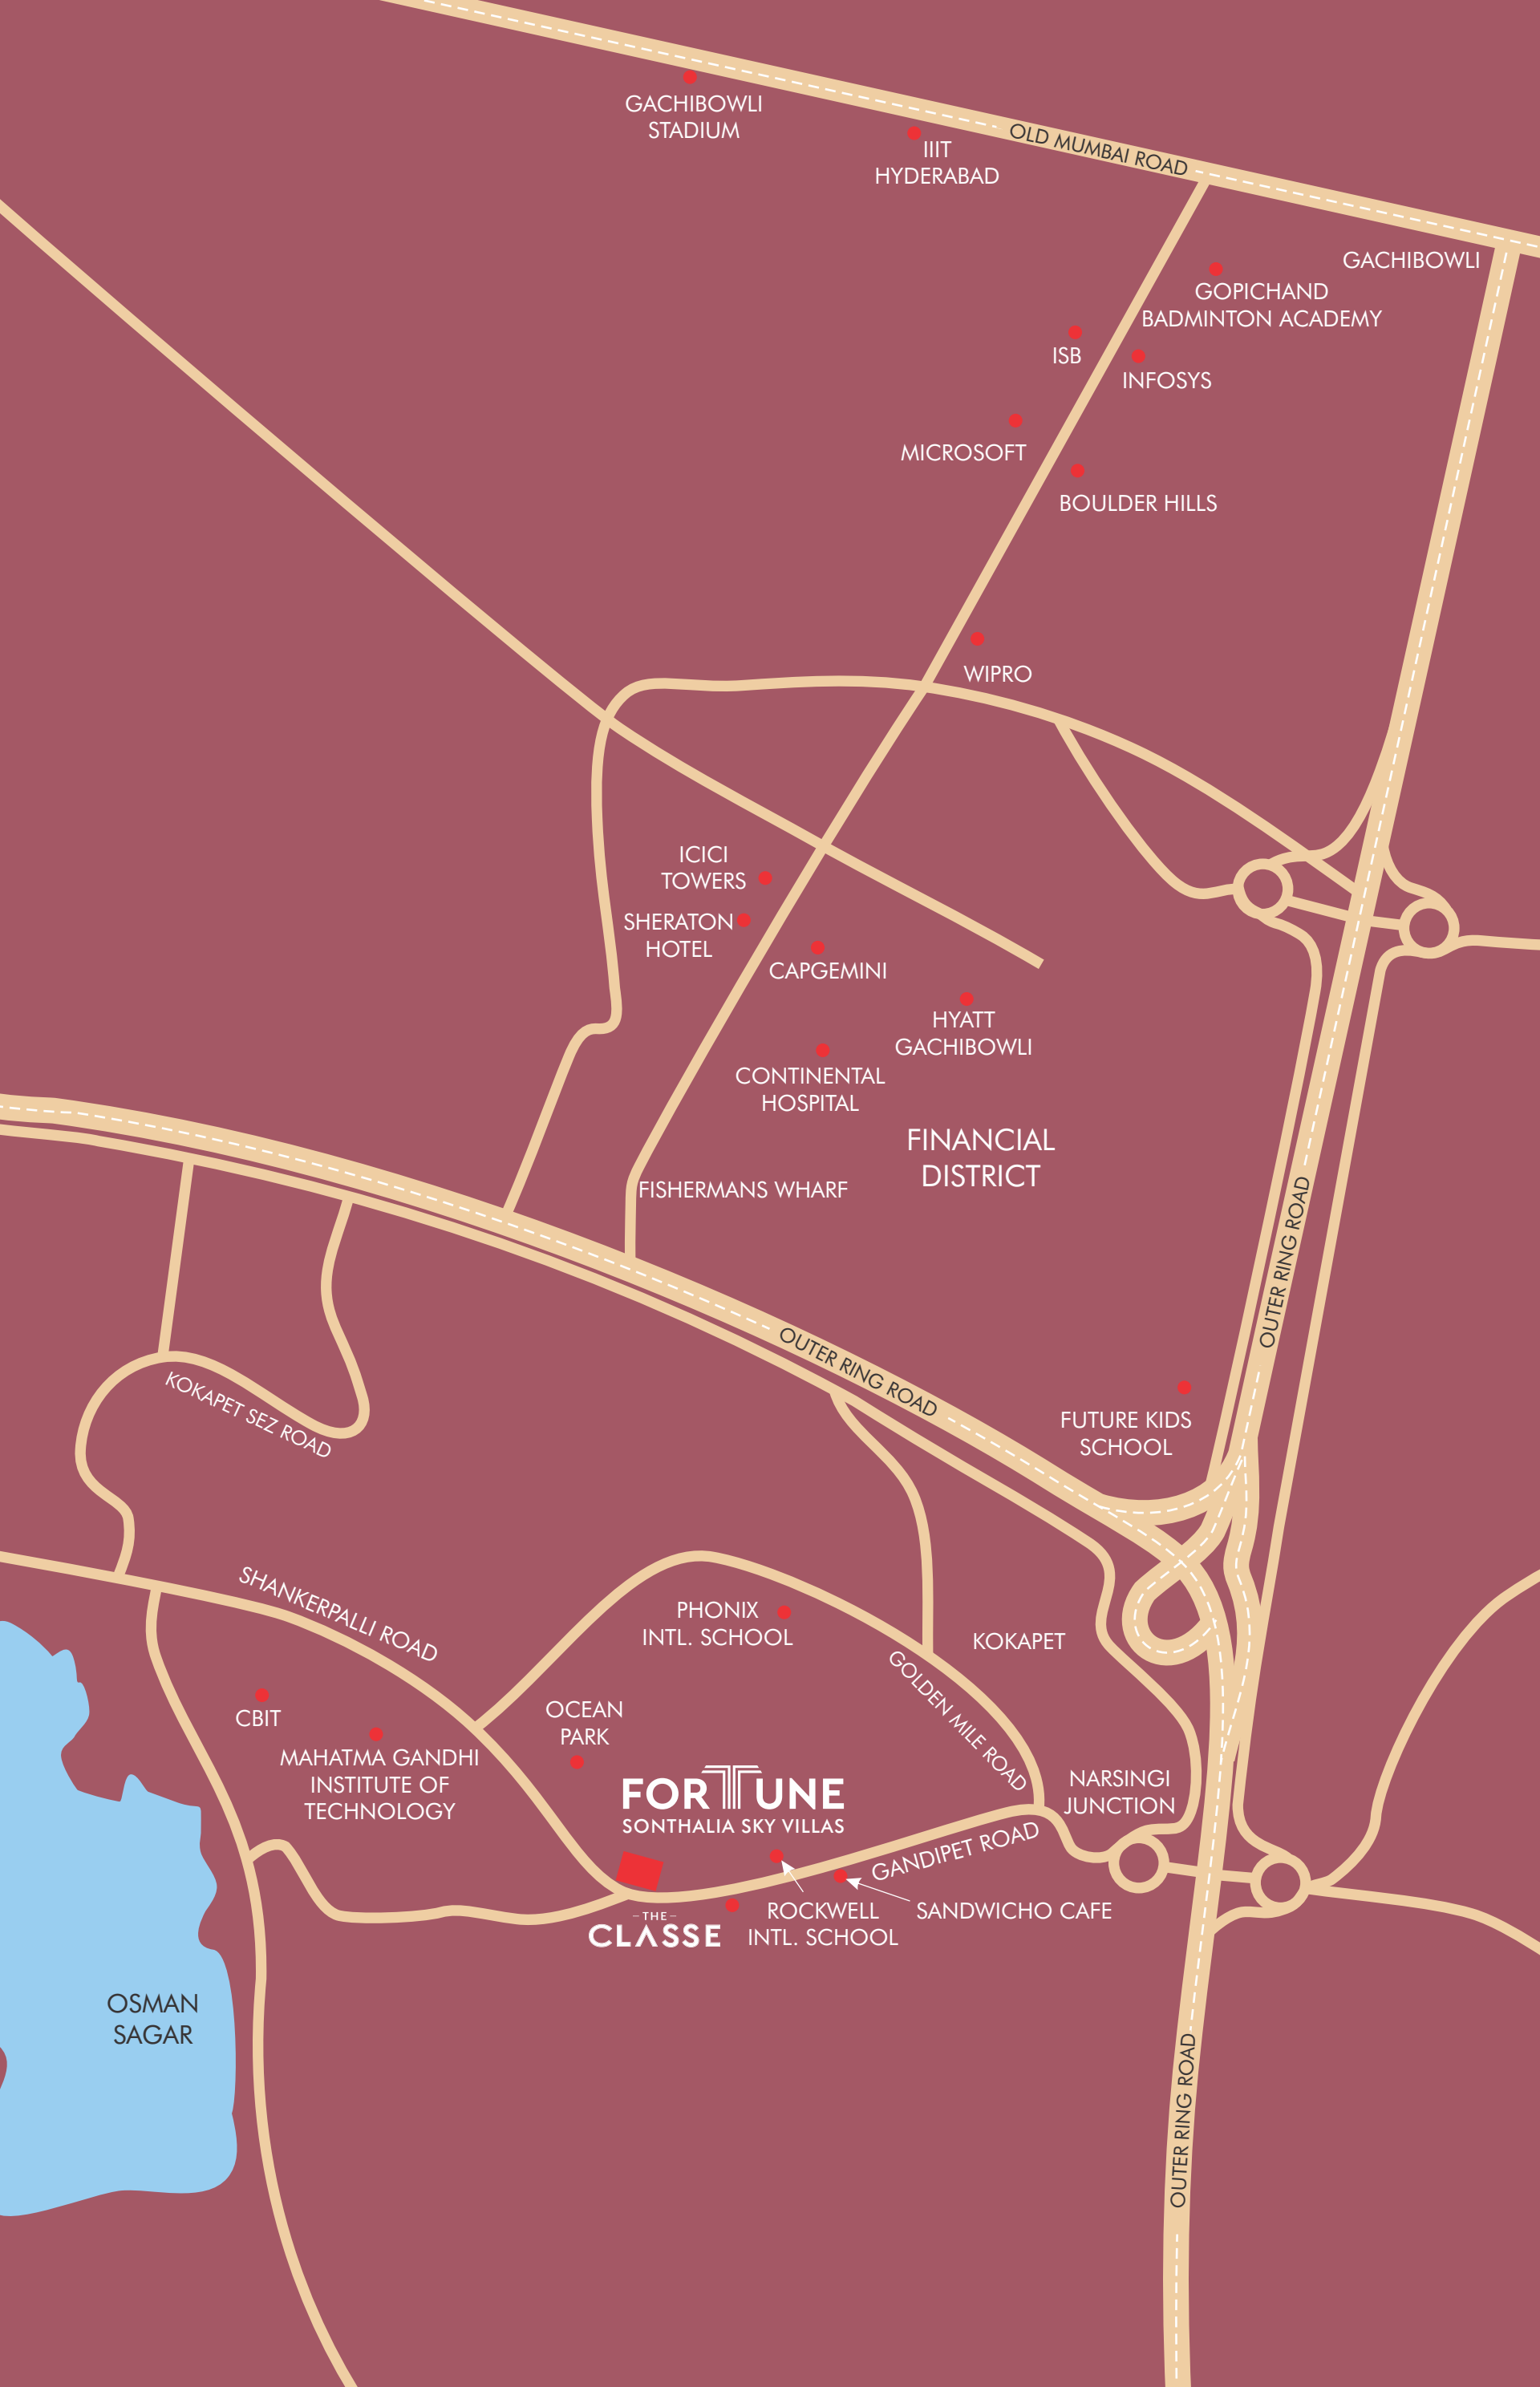 GACHIBOWLI
STADIUM
IIIT
HYDERABAD
OLD MUMBAI ROAD
GACHIBOWLI
GOPICHAND
BADMINTON ACADEMY
ISB
INFOSYS
MICROSOFT
BOULDER HILLS
WIPRO
ICICI
TOWERS
SHERATON
HOTEL
CAPGEMINI
HYATT
GACHIBOWLI
CONTINENTAL
HOSPITAL
FINANCIAL
DISTRICT
FISHERMANS WHARF
OUTER RING ROAD
OUTER RING ROAD
KOKAPET SEZ ROAD
FUTURE KIDS
SCHOOL
SHANKERPALLI ROAD
PHONIX
INTL. SCHOOL
KOKAPET
GOLDEN MILE ROAD
CBIT
OCEAN
PARK
MAHATMA GANDHI
INSTITUTE OF
TECHNOLOGY
FORTUNE
SONTHALIA SKY VILLAS
NARSINGI
JUNCTION
GANDIPET ROAD
ROCKWELL
INTL. SCHOOL
SANDWICHO CAFE
THE
CLASSE
OSMAN
SAGAR
OUTER RING ROAD